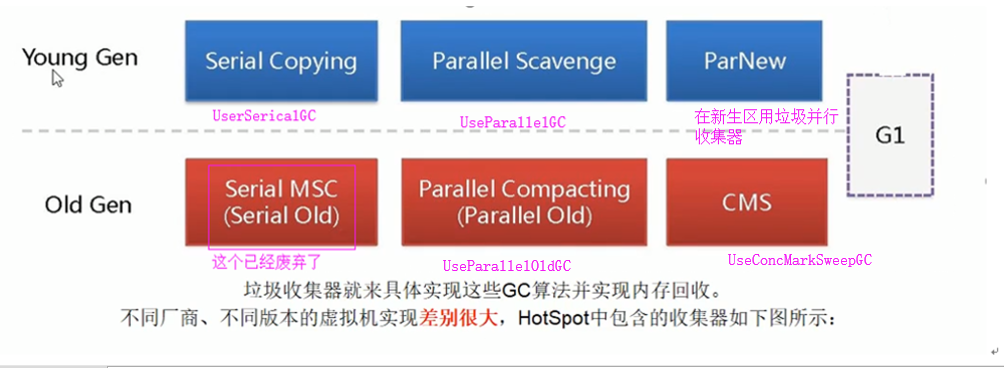 Young Gen
Serial Copying
Parallel Scavenge
ParNew
UserSericalGC
UseParallelGC
在新生区用垃圾并行
收集器
G1
Old Gen
Serial MSC
(Serial Old)
Parallel Compacting
(Parallel Old)
CMS
这个已经废弃了
UseParallelOldGC
UseConcMarkSweepGC
垃圾收集器就来具体实现这些GC算法并实现内存回收。
不同厂商、不同版本的虚拟机实现差别很大，HotSpot中包含的收集器如下图所示：